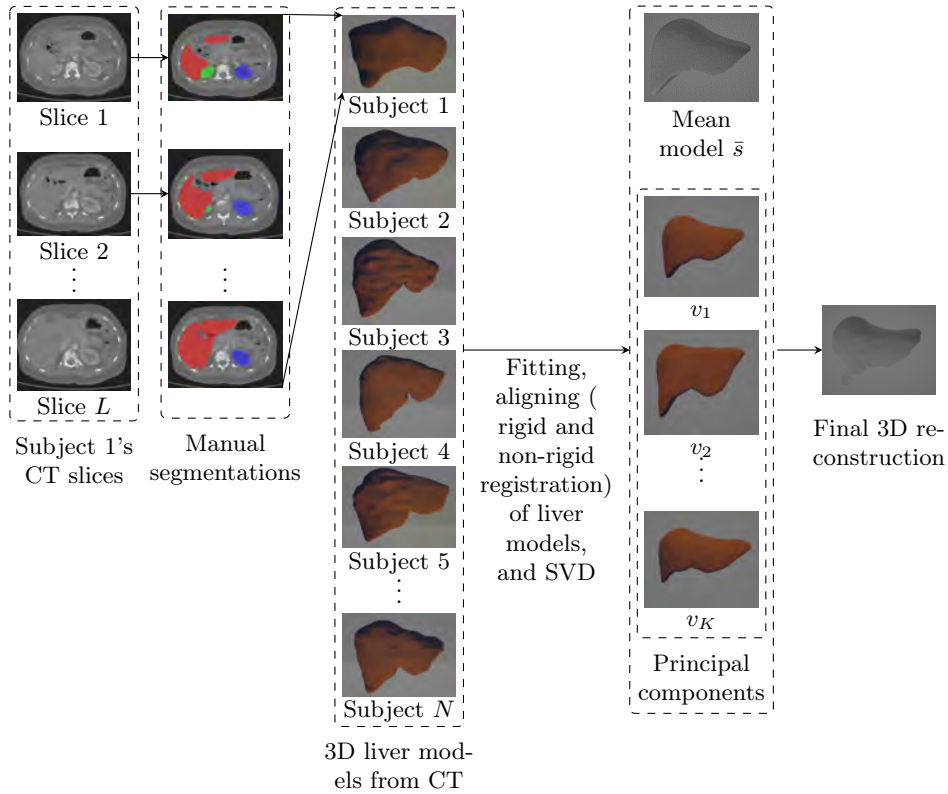 Slice 1
Slice 2
⋮
Slice L
Subject 1's
CT slices
⋮
Manual
segmentations
Subject 1
Subject 2
Subject 3
Subject 4
Subject 5
⋮
Subject N
3D liver mod-
els from CT
Fitting,
aligning (
rigid and
non-rigid
registration)
of liver
models,
and SVD
Mean
model s̄
v₁
v₂
⋮
v_K
Principal
components
Final 3D re-
construction